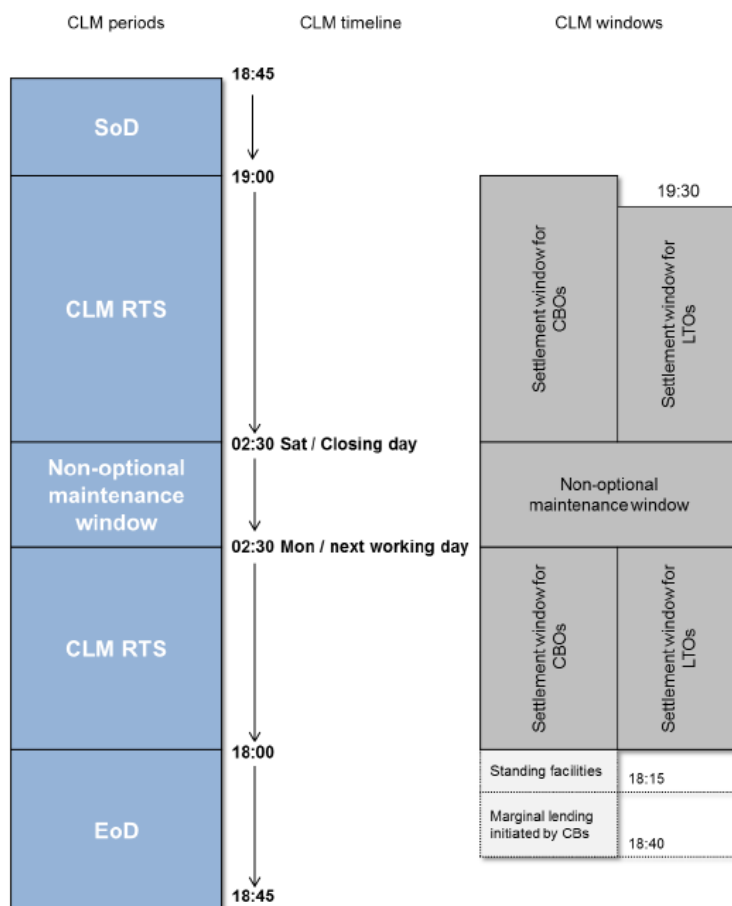 CLM periods
CLM timeline
CLM windows
18:45
SoD
19:00
19:30
CLM RTS
Settlement window for
CBOs
Settlement window for
LTOs
02:30 Sat / Closing day
Non-optional
maintenance
window
Non-optional
maintenance window
02:30 Mon / next working day
CLM RTS
Settlement window for
CBOs
Settlement window for
LTOs
18:00
Standing facilities
18:15
EoD
Marginal lending
initiated by CBs
18:40
18:45